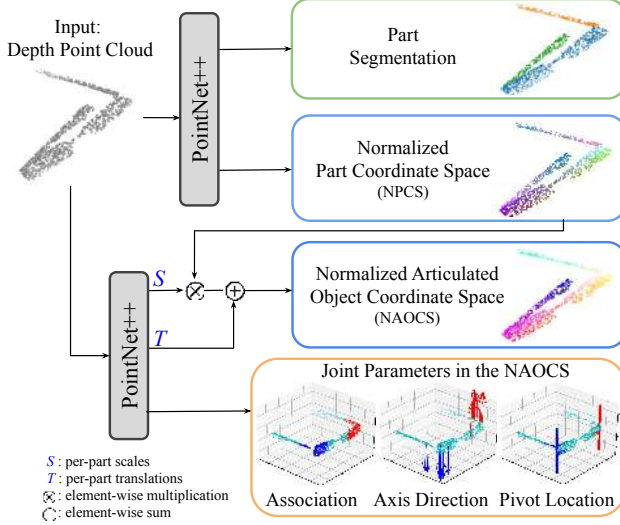 Input:
Depth Point Cloud
PointNet++
Part
Segmentation
Normalized
Part Coordinate Space
(NPCS)
PointNet++
S
T
Normalized Articulated
Object Coordinate Space
(NAOCS)
Joint Parameters in the NAOCS
Association
Axis Direction
Pivot Location
S : per-part scales
T : per-part translations
⊗ : element-wise multiplication
: element-wise sum